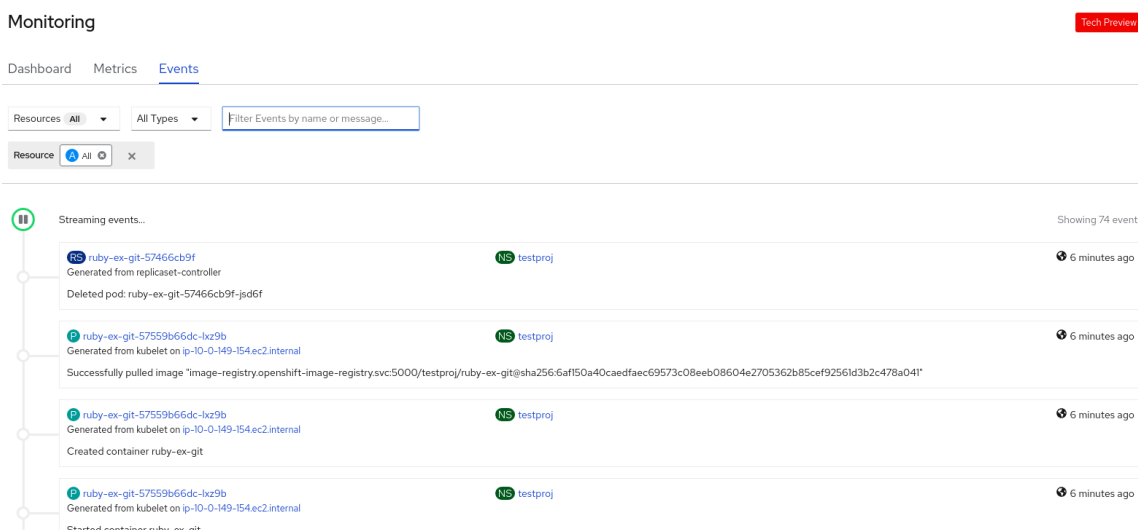 Monitoring
Tech Preview
Dashboard Metrics Events
Resources All All Types Filter Events by name or message...
Resource A All
Streaming events... Showing 74 event
RS ruby-ex-git-57466cb9f NS testproj 6 minutes ago
Generated from replicaset-controller
Deleted pod: ruby-ex-git-57466cb9f-jsd6f
P ruby-ex-git-57559b66dc-lxz9b NS testproj 6 minutes ago
Generated from kubelet on ip-10-0-149-154.ec2.internal
Successfully pulled image "image-registry.openshift-image-registry.svc:5000/testproj/ruby-ex-git@sha256:6af150a40caedfaec69573c08eeb08604e2705362b85cef92561d3b2c478a041"
P ruby-ex-git-57559b66dc-lxz9b NS testproj 6 minutes ago
Generated from kubelet on ip-10-0-149-154.ec2.internal
Created container ruby-ex-git
P ruby-ex-git-57559b66dc-lxz9b NS testproj 6 minutes ago
Generated from kubelet on ip-10-0-149-154.ec2.internal
Started container ruby-ex-git